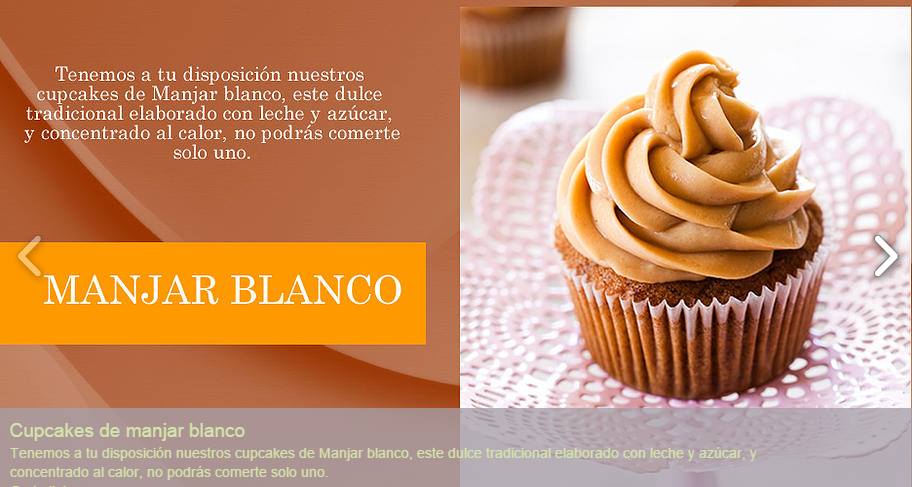 Tenemos a tu disposición nuestros
cupcakes de Manjar blanco, este dulce
tradicional elaborado con leche y azúcar,
y concentrado al calor, no podrás comerte
solo uno.
MANJAR BLANCO
Cupcakes de manjar blanco
Tenemos a tu disposición nuestros cupcakes de Manjar blanco, este dulce tradicional elaborado con leche y azúcar, y
concentrado al calor, no podrás comerte solo uno.